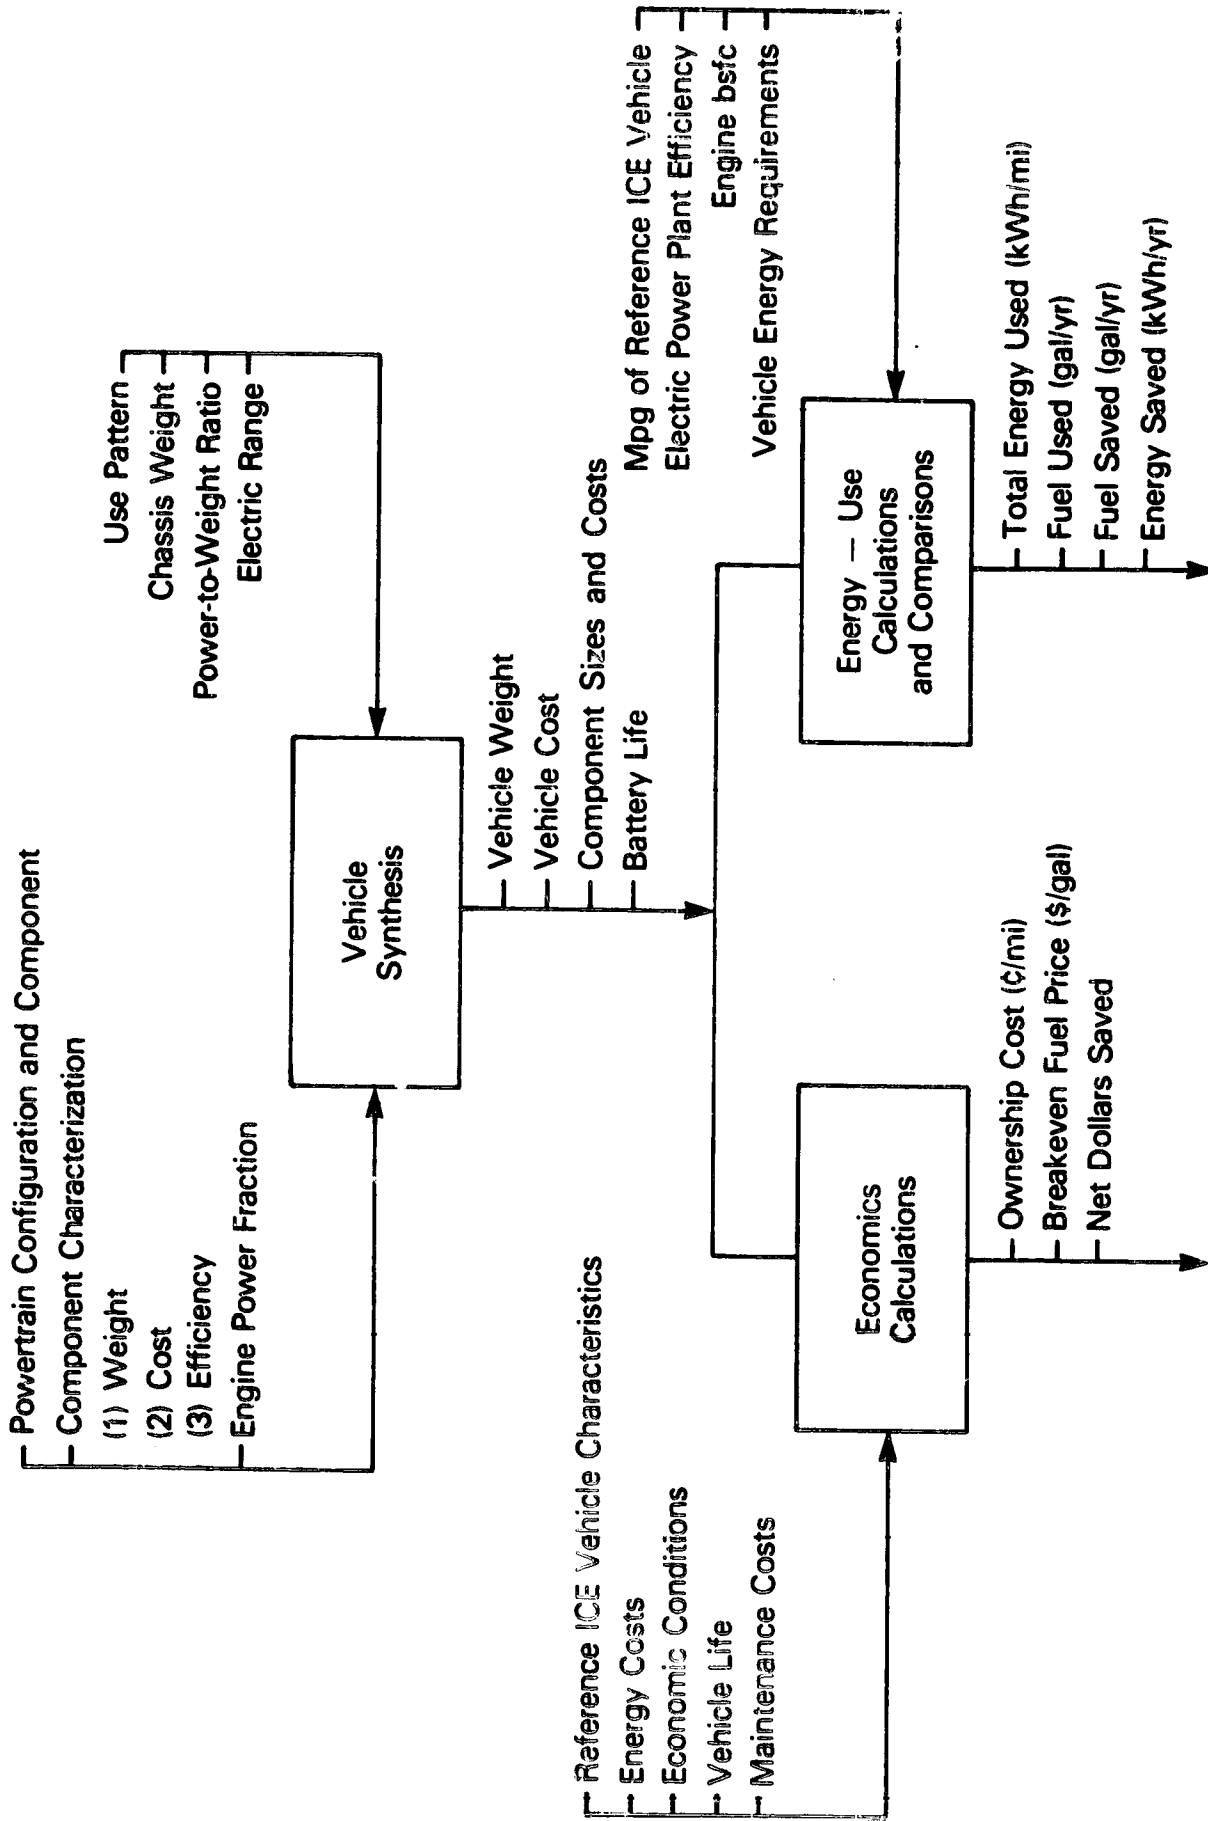 Powertrain Configuration and Component
Component Characterization
(1) Weight
(2) Cost
(3) Efficiency
Engine Power Fraction
Use Pattern
Chassis Weight
Power-to-Weight Ratio
Electric Range
Vehicle
Synthesis
Vehicle Weight
Vehicle Cost
Component Sizes and Costs
Battery Life
Reference ICE Vehicle Characteristics
Energy Costs
Economic Conditions
Vehicle Life
Maintenance Costs
Mpg of Reference ICE Vehicle
Electric Power Plant Efficiency
Engine bsfc
Vehicle Energy Requirements
Economics
Calculations
Energy — Use
Calculations
and Comparisons
Ownership Cost (¢/mi)
Breakeven Fuel Price ($/gal)
Net Dollars Saved
Total Energy Used (kWh/mi)
Fuel Used (gal/yr)
Fuel Saved (gal/yr)
Energy Saved (kWh/yr)